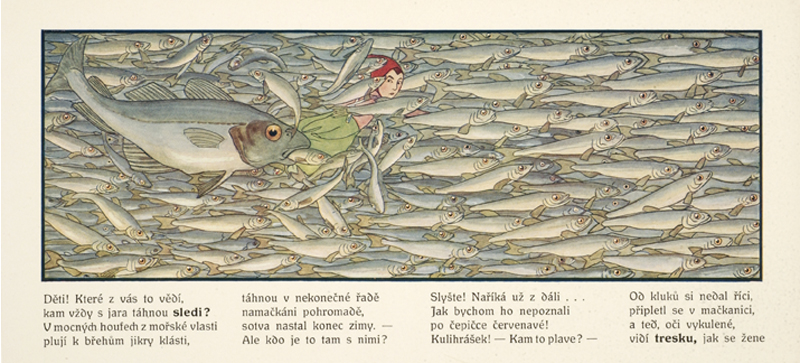 Děti! Které z vás to vědí,
kam vždy s jara táhnou sledi?
V mocných houfech z mořské vlasti
plují k břehům jikry klásti,
táhnou v nekonečné řadě
namačkáni pohromadě,
sotva nastal konec zimy. —
Ale kdo je to tam s nimi?
Slyšte! Naříká už z dáli . . .
Jak bychom ho nepoznali
po čepičce červenavé!
Kulihrášek! — Kam to plave? —
Od kluků si nedal říci,
připletl se v mačkanici,
a teď, oči vykulené,
vidí tresku, jak se žene